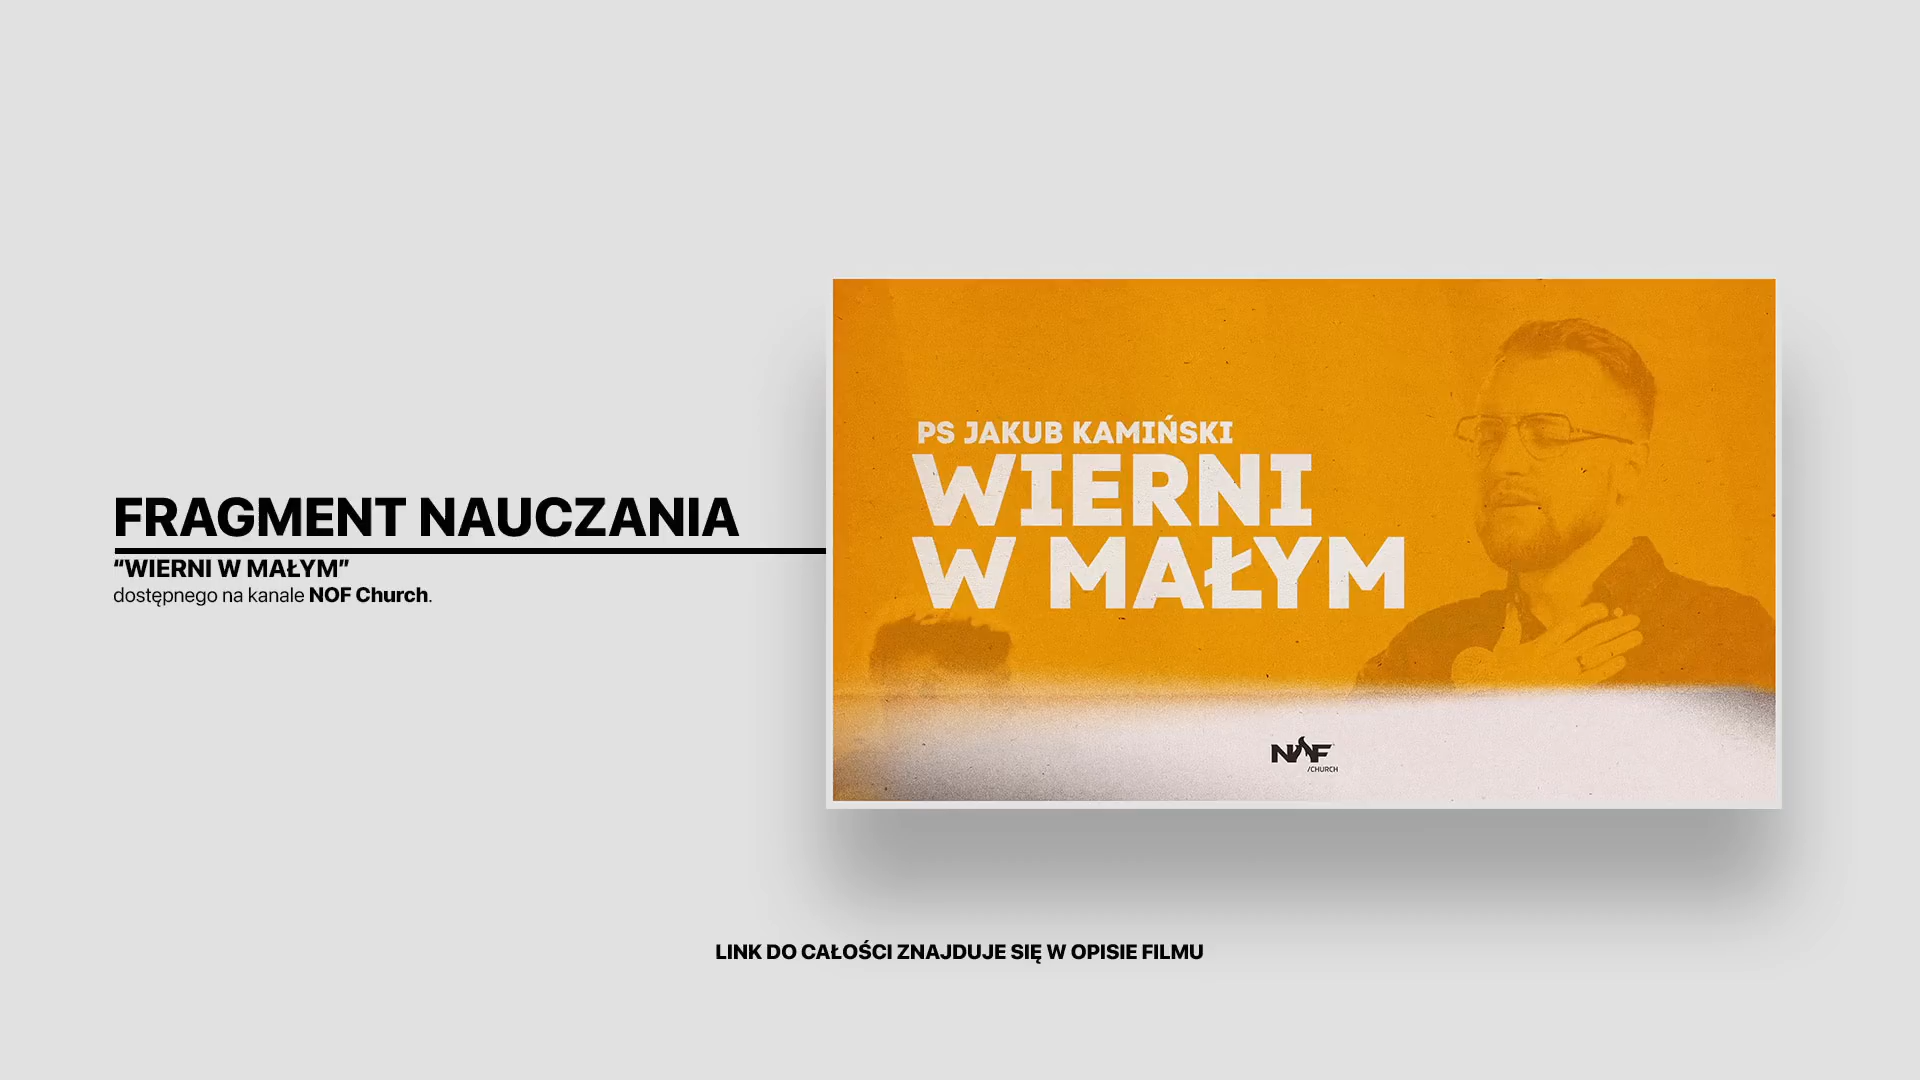 FRAGMENT NAUCZANIA
“WIERNI W MAŁYM”
dostępnego na kanale NOF Church.
PS JAKUB KAMIŃSKI
WIERNI
W MAŁYM
NOF
/CHURCH
LINK DO CAŁOŚCI ZNAJDUJE SIĘ W OPISIE FILMU